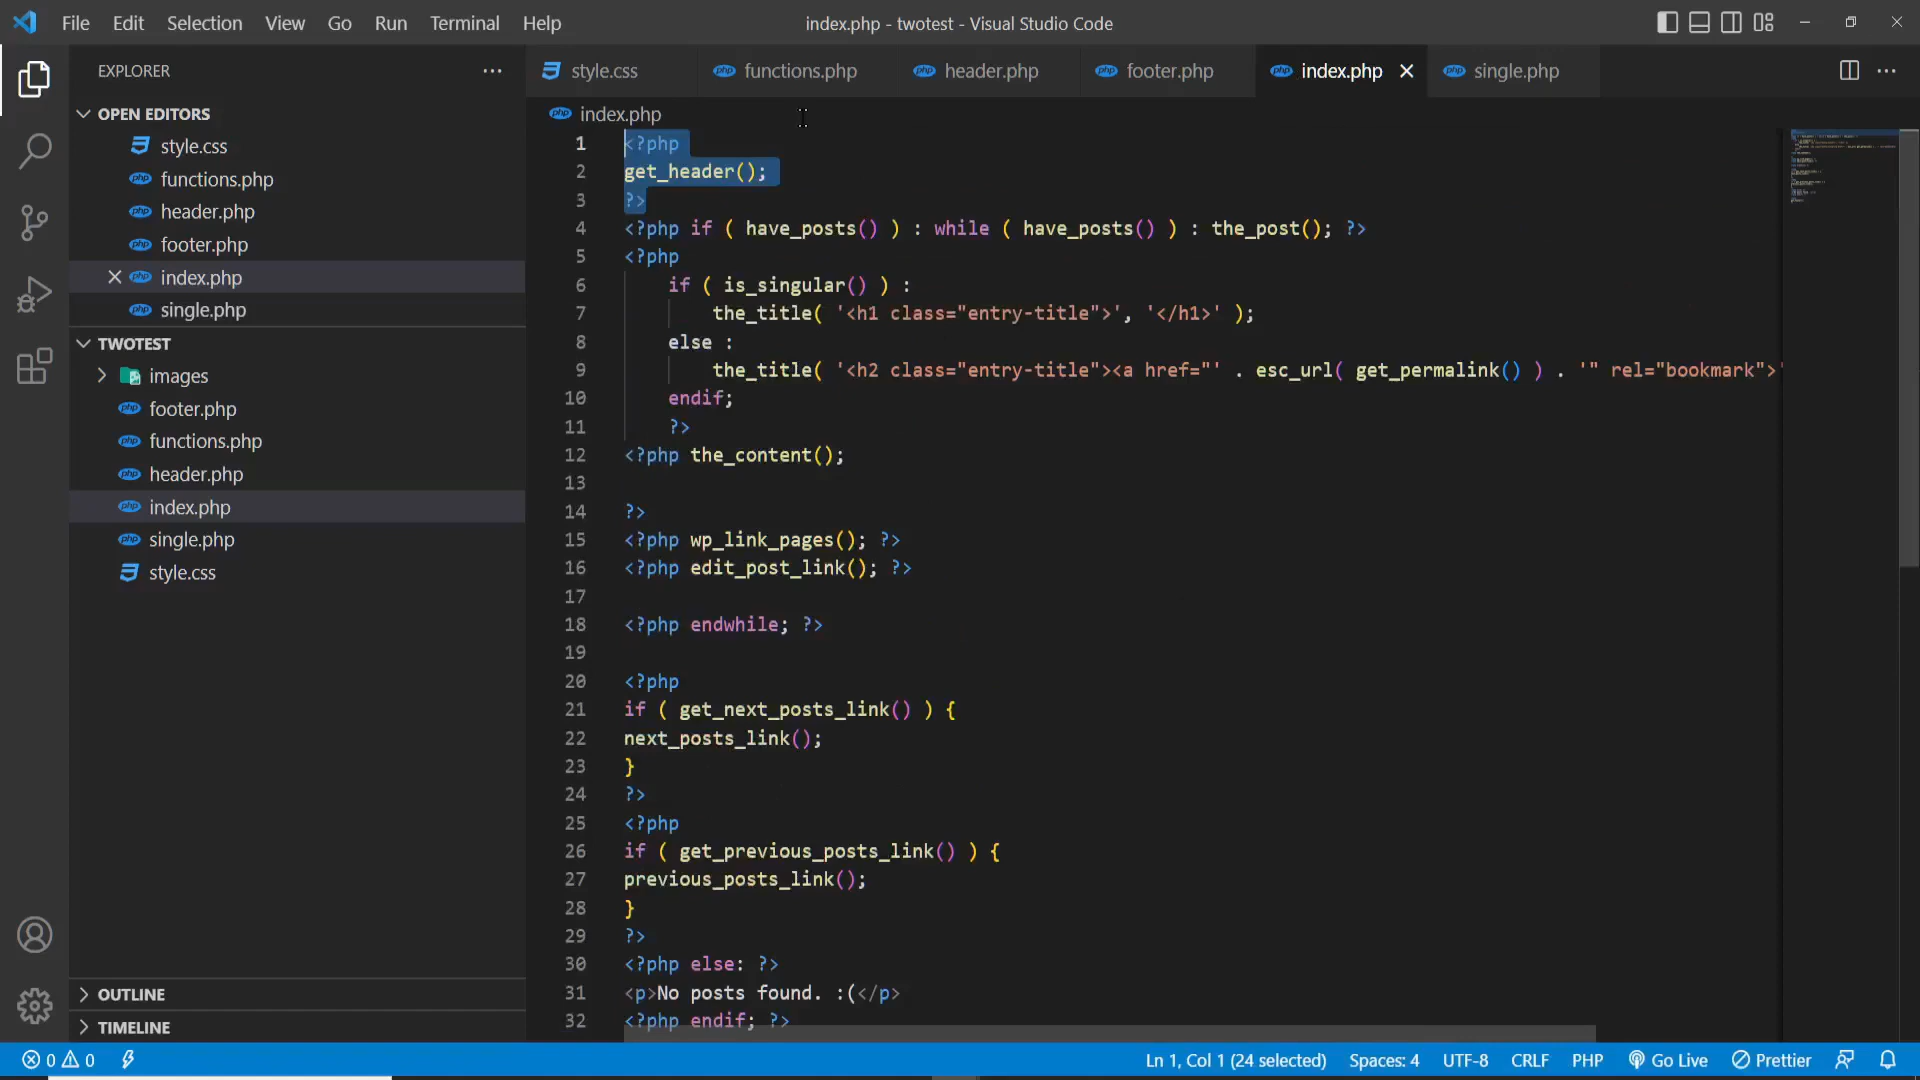 File Edit Selection View Go Run Terminal Help
index.php - twotest - Visual Studio Code
EXPLORER
OPEN EDITORS
style.css
functions.php
header.php
footer.php
index.php
single.php
TWOTEST
images
footer.php
functions.php
header.php
index.php
single.php
style.css
OUTLINE
TIMELINE
style.css functions.php header.php footer.php index.php single.php
index.php
1 <?php
2 get_header();
3 ?>
4 <?php if ( have_posts() ) : while ( have_posts() ) : the_post(); ?>
5 <?php
6 if ( is_singular() ) :
7 the_title( '<h1 class="entry-title">', '</h1>' );
8 else :
9 the_title( '<h2 class="entry-title"><a href="' . esc_url( get_permalink() ) . '" rel="bookmark">'
10 endif;
11 ?>
12 <?php the_content();
13
14 ?>
15 <?php wp_link_pages(); ?>
16 <?php edit_post_link(); ?>
17
18 <?php endwhile; ?>
19
20 <?php
21 if ( get_next_posts_link() ) {
22 next_posts_link();
23 }
24 ?>
25 <?php
26 if ( get_previous_posts_link() ) {
27 previous_posts_link();
28 }
29 ?>
30 <?php else: ?>
31 <p>No posts found. :(</p>
32 <?php endif; ?>
0 0
Ln 1, Col 1 (24 selected) Spaces: 4 UTF-8 CRLF PHP Go Live Prettier